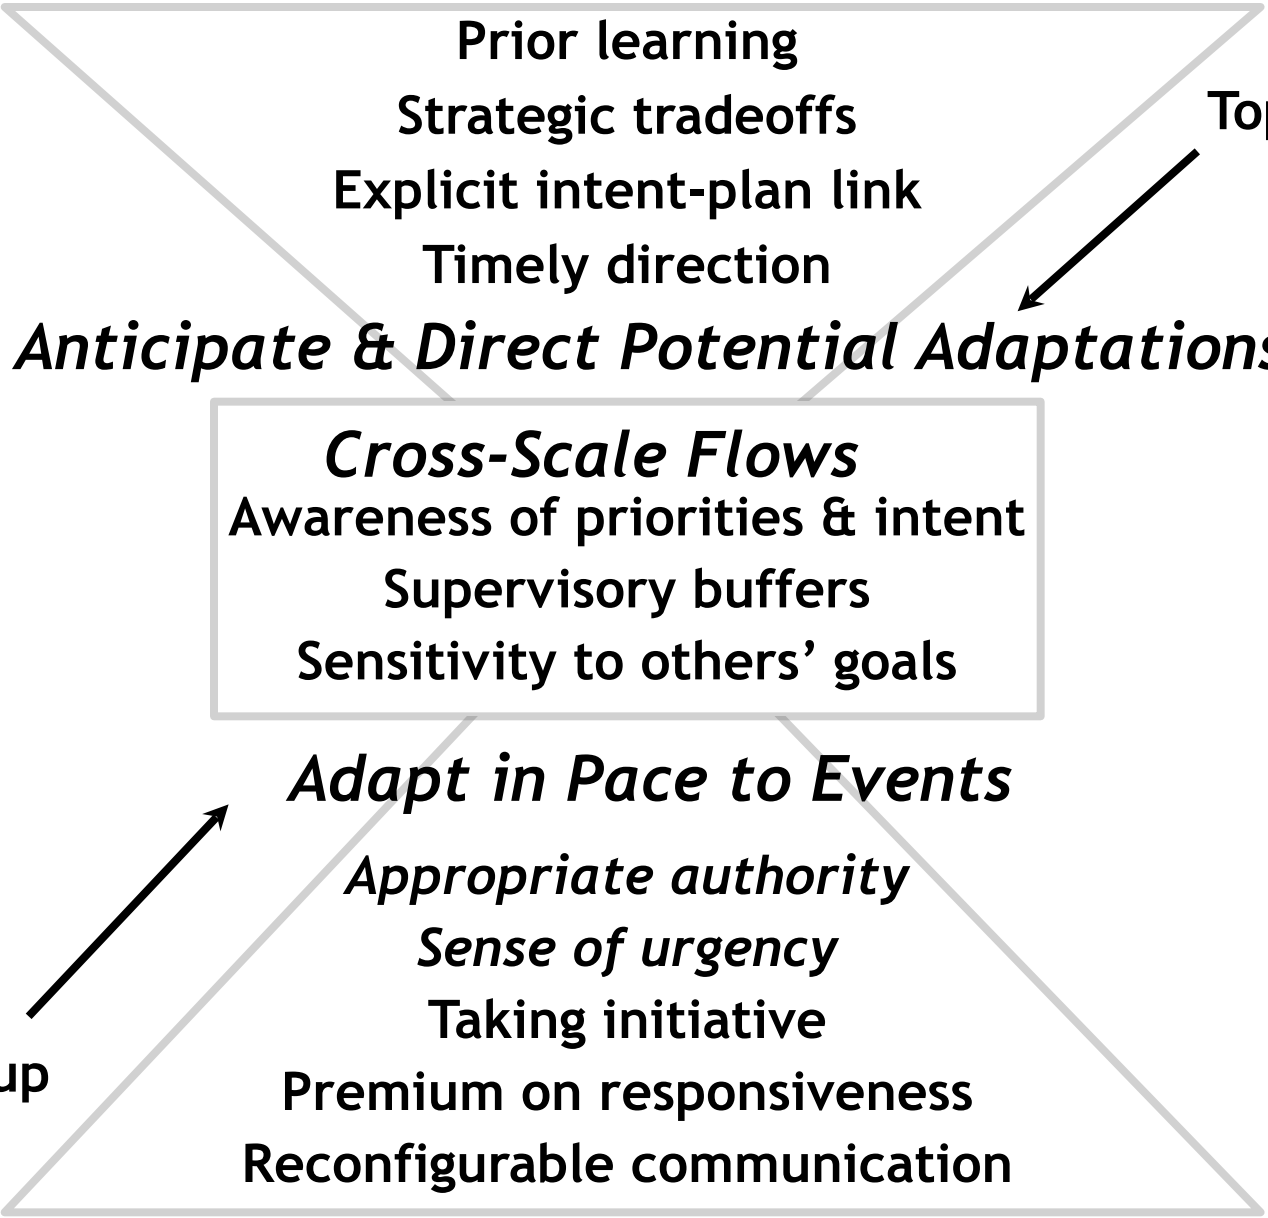 Prior learning
Strategic tradeoffs
Explicit intent-plan link
Timely direction
Anticipate & Direct Potential Adaptations
Cross-Scale Flows
Awareness of priorities & intent
Supervisory buffers
Sensitivity to others’ goals
Adapt in Pace to Events
Appropriate authority
Sense of urgency
Taking initiative
up
Premium on responsiveness
Reconfigurable communication